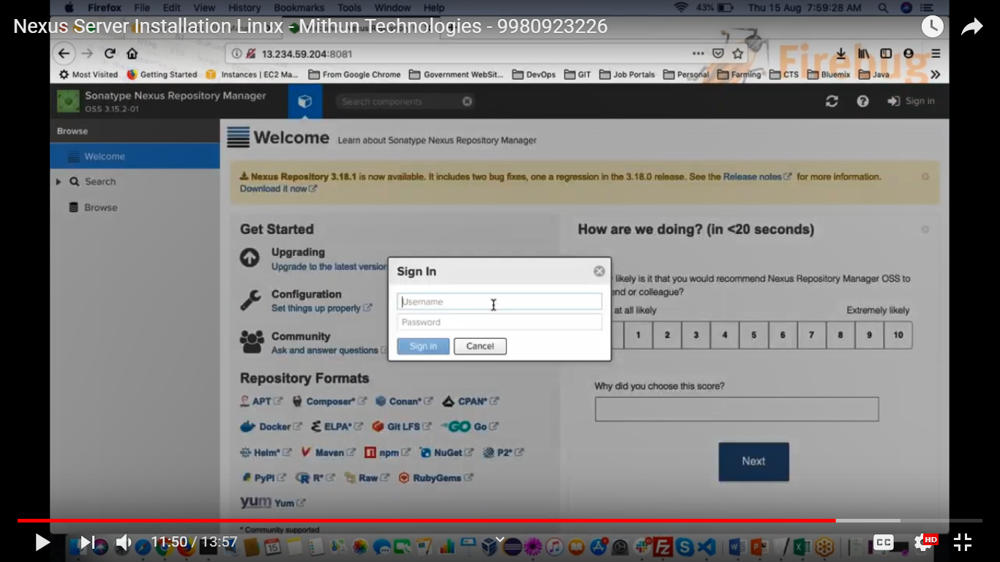 Firefox File Edit View History Bookmarks Tools Window Help 43% Thu 15 Aug 7:59:28 AM
Nexus Server Installation Linux - Mithun Technologies - 9980923226
13.234.59.204:8081
Firebug
Most Visited Getting Started Instances | EC2 Ma... From Google Chrome Government WebSit... DevOps GIT Job Portals Personal Farming CTS Bluemix Java
Sonatype Nexus Repository Manager
OSS 3.15.2-01
Search components
Sign in
Browse
Welcome
Search
Browse
Welcome Learn about Sonatype Nexus Repository Manager
Nexus Repository 3.18.1 is now available. It includes two bug fixes, one a regression in the 3.18.0 release. See the Release notes for more information.
Download it now
Get Started
Upgrading
Upgrade to the latest version
Configuration
Set things up properly
Community
Ask and answer questions
Repository Formats
APT Composer* Conan* CPAN*
Docker ELPA* Git LFS GO Go
Helm* Maven npm NuGet P2*
PyPI R* Raw RubyGems
yum Yum
* Community supported
Sign In
Username
Password
Sign in Cancel
How are we doing? (in <20 seconds)
likely is it that you would recommend Nexus Repository Manager OSS to
end or colleague?
at all likely Extremely likely
1 2 3 4 5 6 7 8 9 10
Why did you choose this score?
Next
11:50 / 13:57
CC
HD
15